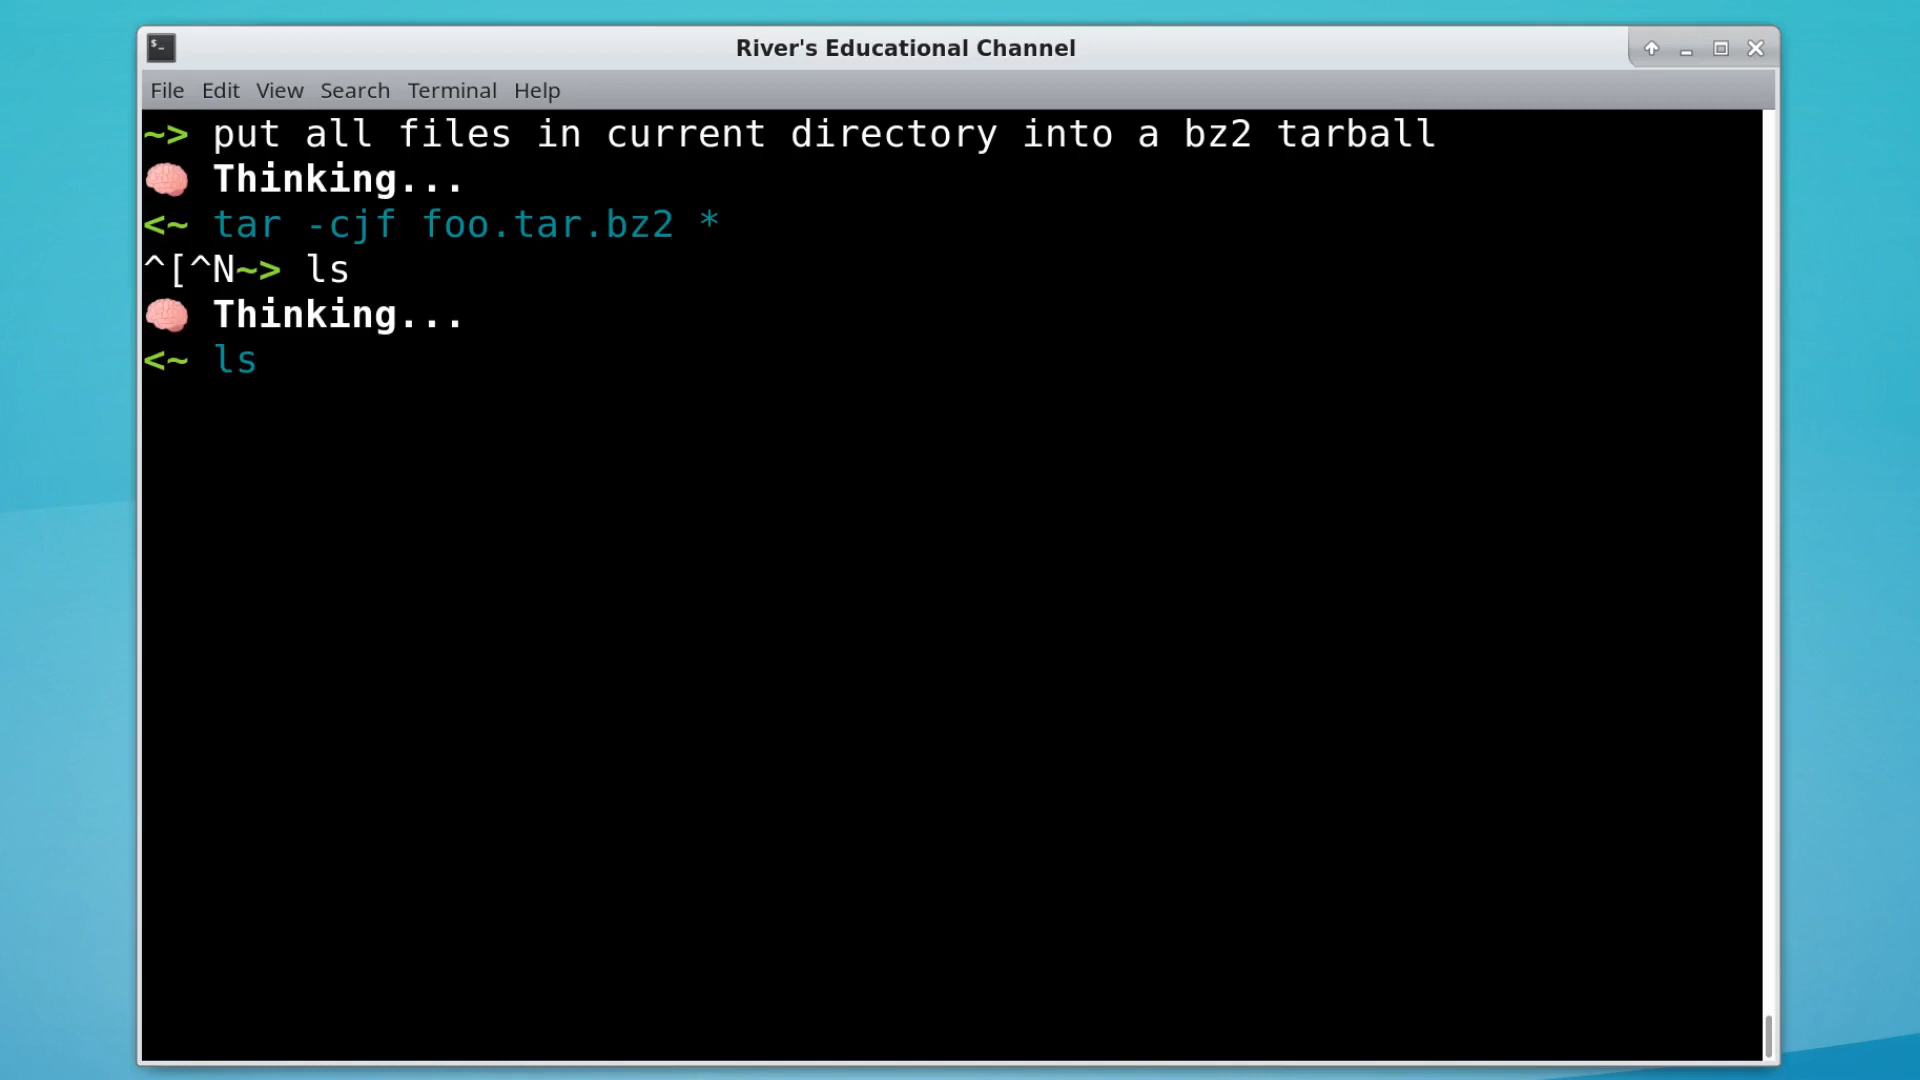 $_
River's Educational Channel
File Edit View Search Terminal Help
~> put all files in current directory into a bz2 tarball
🧠 Thinking...
<~ tar -cjf foo.tar.bz2 *
^[^N~> ls
🧠 Thinking...
<~ ls